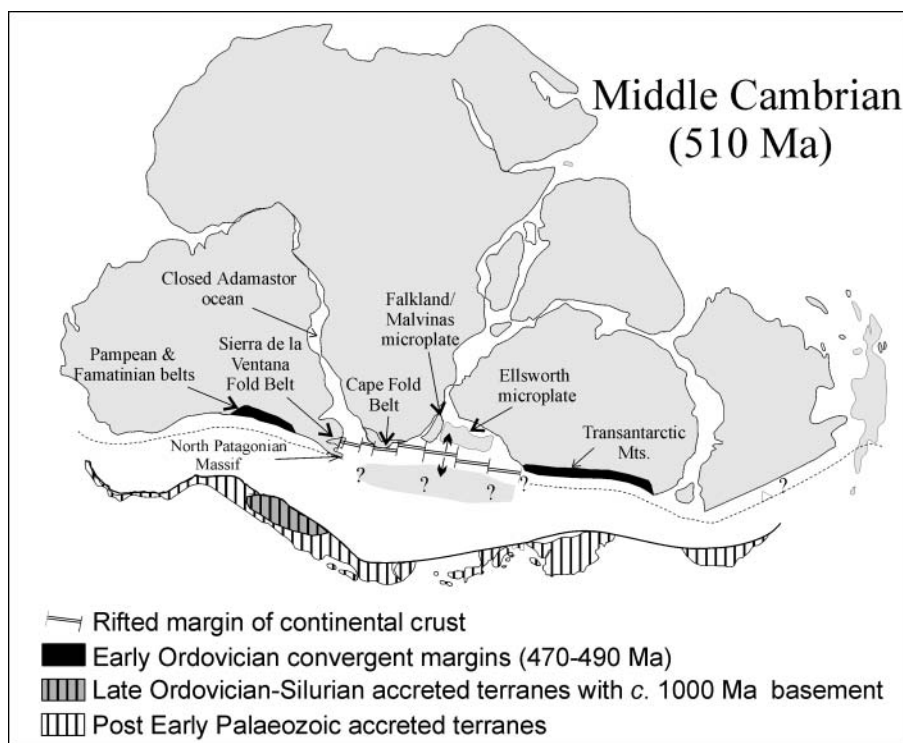 Middle Cambrian
(510 Ma)
Closed Adamastor
ocean
Falkland/
Malvinas
microplate
Sierra de la
Ventana
Fold Belt
Pampean &
Famatinian belts
Cape Fold
Belt
Ellsworth
microplate
Transantarctic
Mts.
North Patagonian
Massif
?
?
?
?
?
Rifted margin of continental crust
Early Ordovician convergent margins (470-490 Ma)
Late Ordovician-Silurian accreted terranes with c. 1000 Ma basement
Post Early Palaeozoic accreted terranes